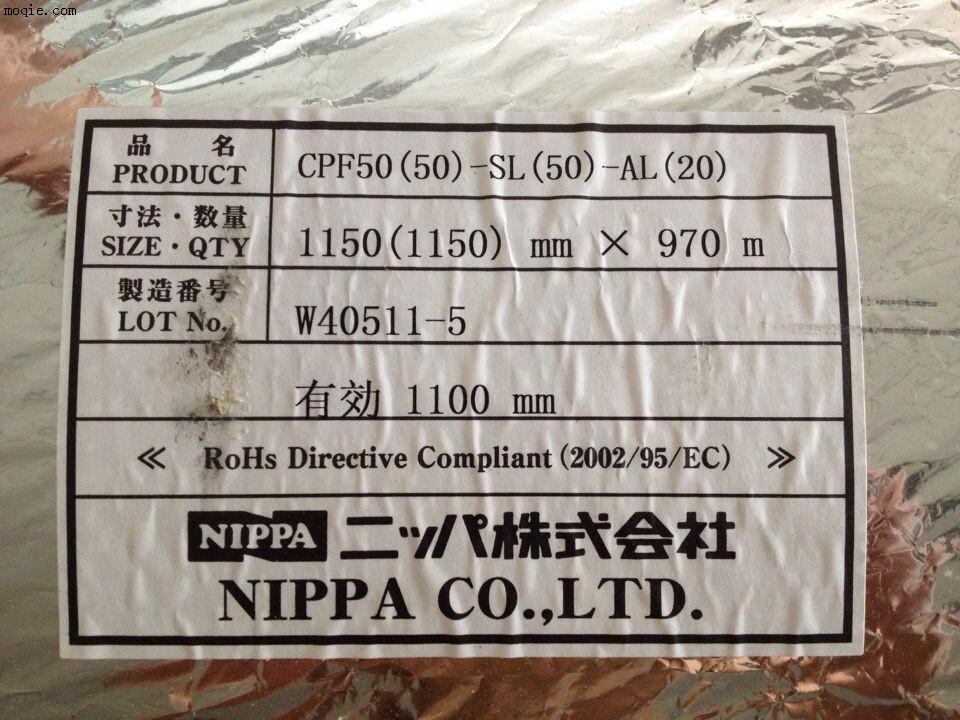 moqie.com
品 名
PRODUCT
CPF50(50)-SL(50)-AL(20)
寸法・数量
SIZE・QTY
1150(1150) mm × 970 m
製造番号
LOT No.
W40511-5
有効 1100 mm
≪ RoHs Directive Compliant(2002/95/EC) ≫
NIPPA ニッパ株式会社
NIPPA CO.,LTD.